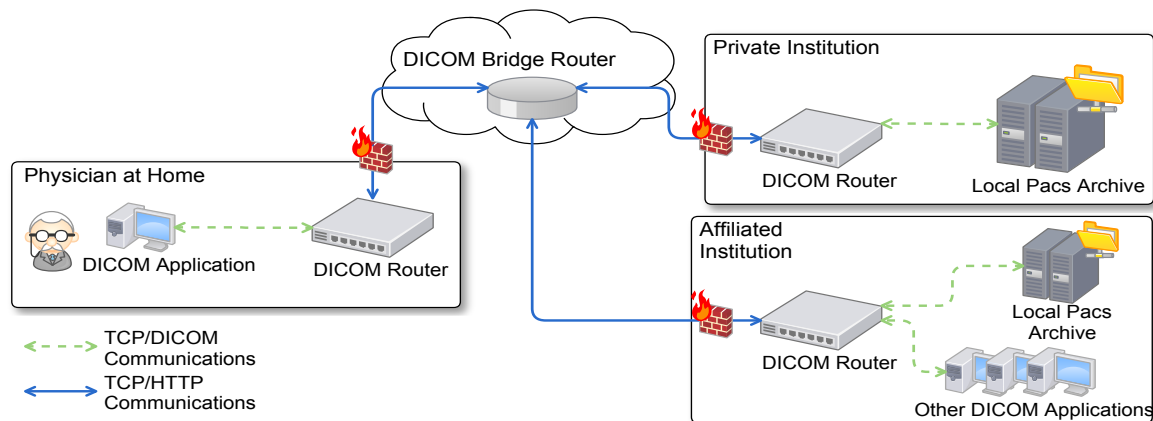 DICOM Bridge Router
Private Institution
DICOM Router
Local Pacs Archive
Physician at Home
DICOM Application
DICOM Router
Affiliated
Institution
DICOM Router
Local Pacs
Archive
Other DICOM Applications
TCP/DICOM
Communications
TCP/HTTP
Communications